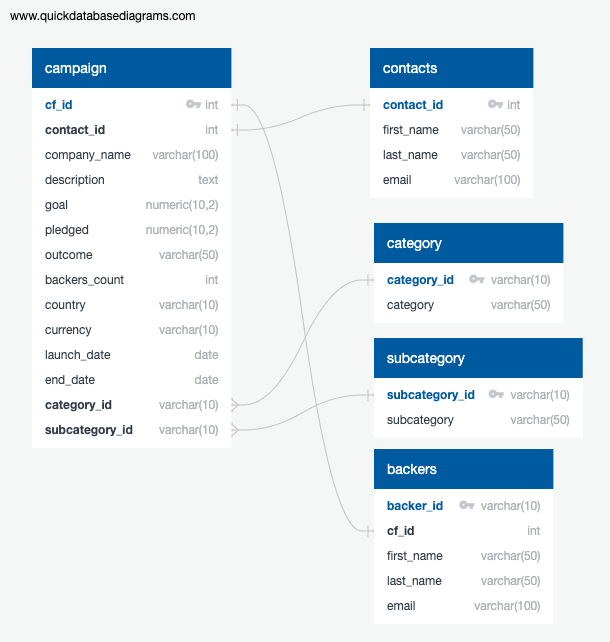 www.quickdatabasediagrams.com
campaign
cf_id int
contact_id int
company_name varchar(100)
description text
goal numeric(10,2)
pledged numeric(10,2)
outcome varchar(50)
backers_count int
country varchar(10)
currency varchar(10)
launch_date date
end_date date
category_id varchar(10)
subcategory_id varchar(10)
contacts
contact_id int
first_name varchar(50)
last_name varchar(50)
email varchar(100)
category
category_id varchar(10)
category varchar(50)
subcategory
subcategory_id varchar(10)
subcategory varchar(50)
backers
backer_id varchar(10)
cf_id int
first_name varchar(50)
last_name varchar(50)
email varchar(100)